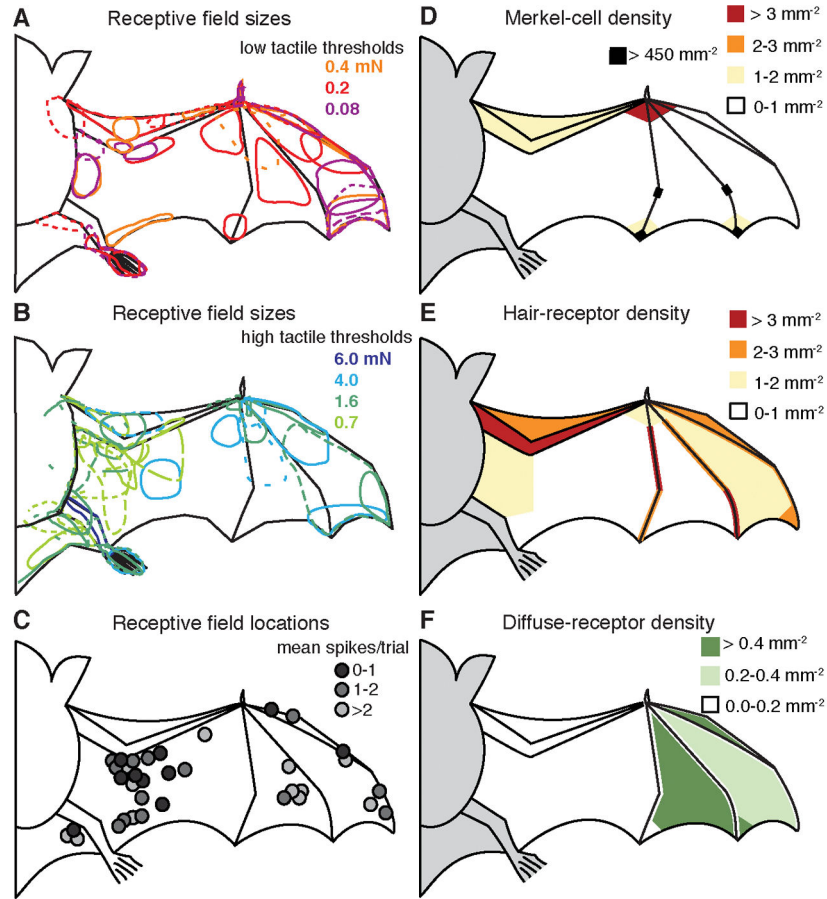 A
Receptive field sizes
low tactile thresholds
0.4 mN
0.2
0.08
B
Receptive field sizes
high tactile thresholds
6.0 mN
4.0
1.6
0.7
C
Receptive field locations
mean spikes/trial
0-1
1-2
>2
D
Merkel-cell density
> 450 mm-2
> 3 mm-2
2-3 mm-2
1-2 mm-2
0-1 mm-2
E
Hair-receptor density
> 3 mm-2
2-3 mm-2
1-2 mm-2
0-1 mm-2
F
Diffuse-receptor density
> 0.4 mm-2
0.2-0.4 mm-2
0.0-0.2 mm-2